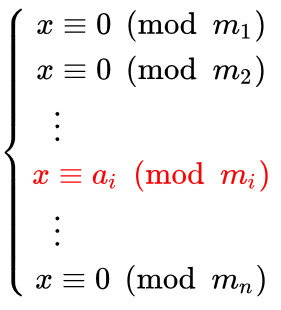 x ≡ 0 (mod m₁)
x ≡ 0 (mod m₂)
⋮
x ≡ aᵢ (mod mᵢ)
⋮
x ≡ 0 (mod mₙ)